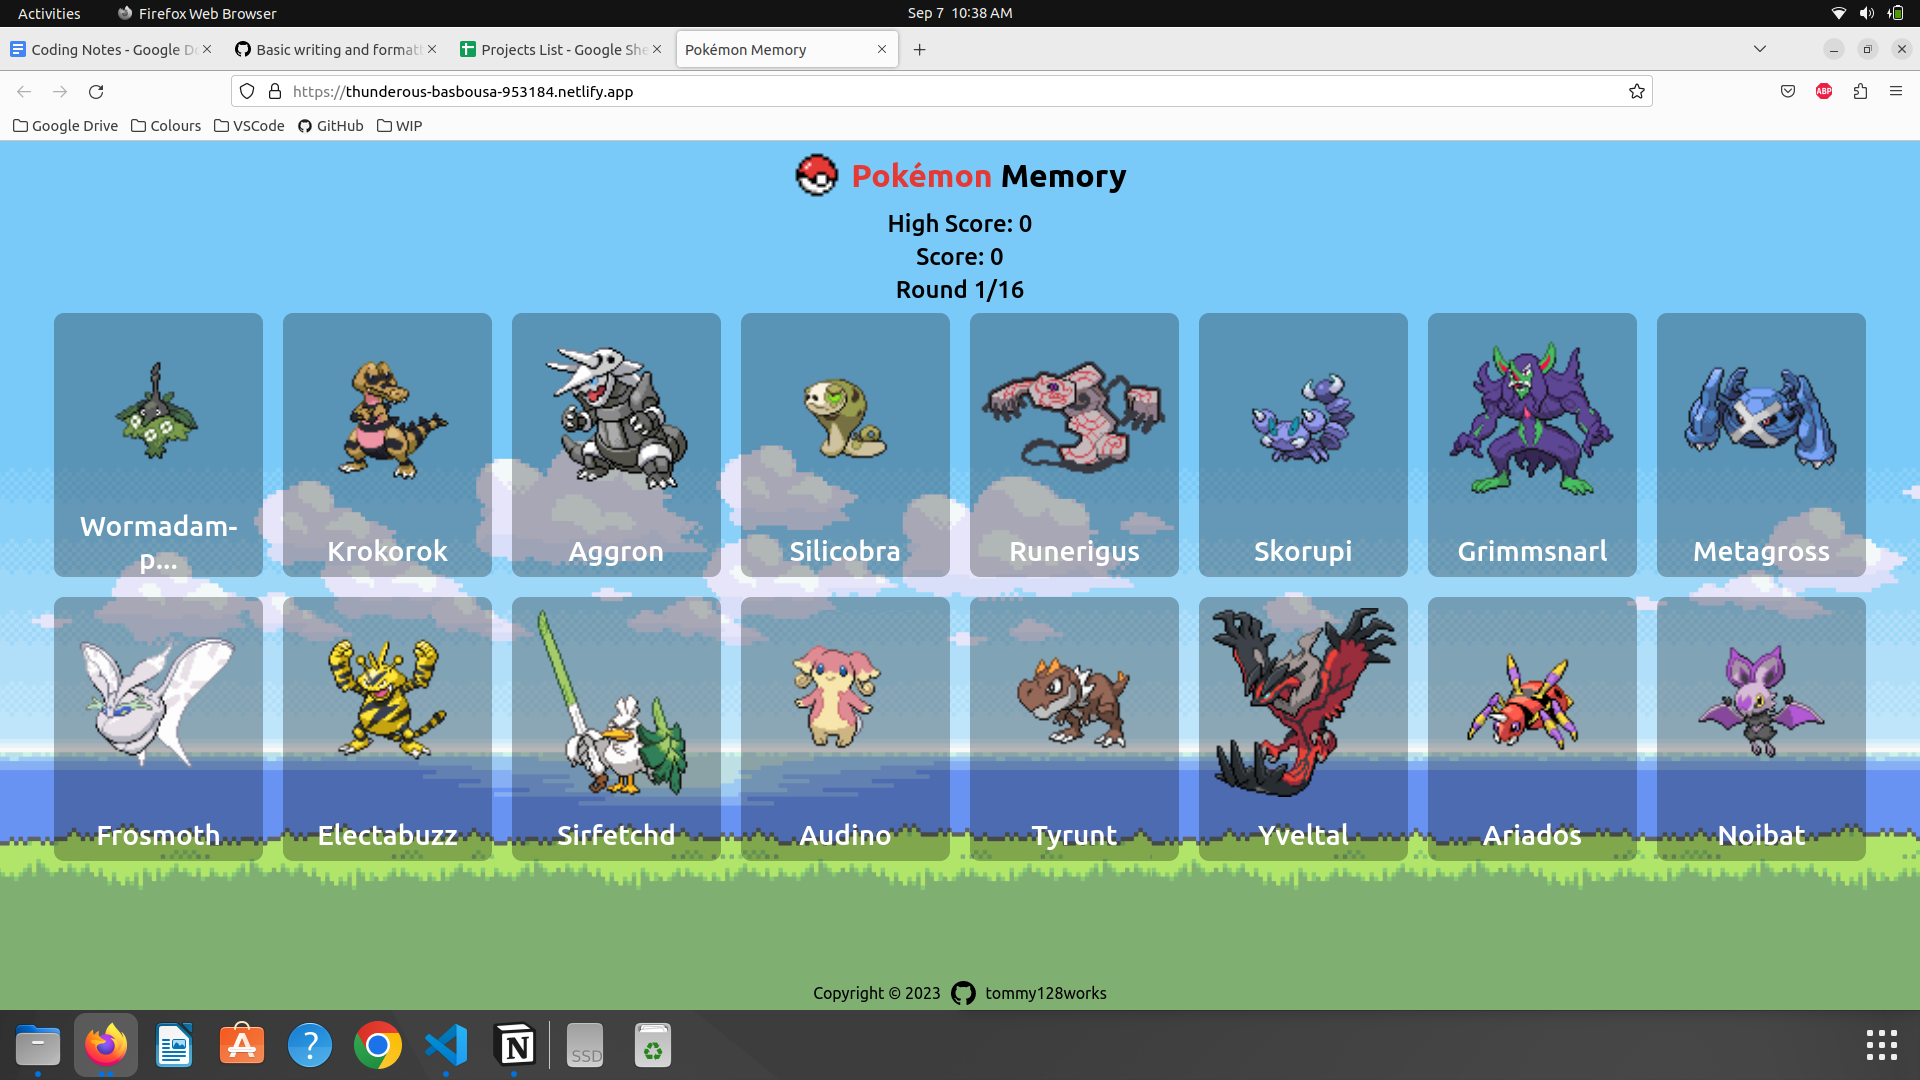 Activities
Firefox Web Browser
Sep 7 10:38 AM
Coding Notes - Google Do
Basic writing and formatt
Projects List - Google She
Pokémon Memory
https://thunderous-basbousa-953184.netlify.app
ABP
Google Drive
Colours
VSCode
GitHub
WIP
Pokémon Memory
High Score: 0
Score: 0
Round 1/16
Wormadam-
p...
Krokorok
Aggron
Silicobra
Runerigus
Skorupi
Grimmsnarl
Metagross
Frosmoth
Electabuzz
Sirfetchd
Audino
Tyrunt
Yveltal
Ariados
Noibat
Copyright © 2023 tommy128works
A
?
N
SSD